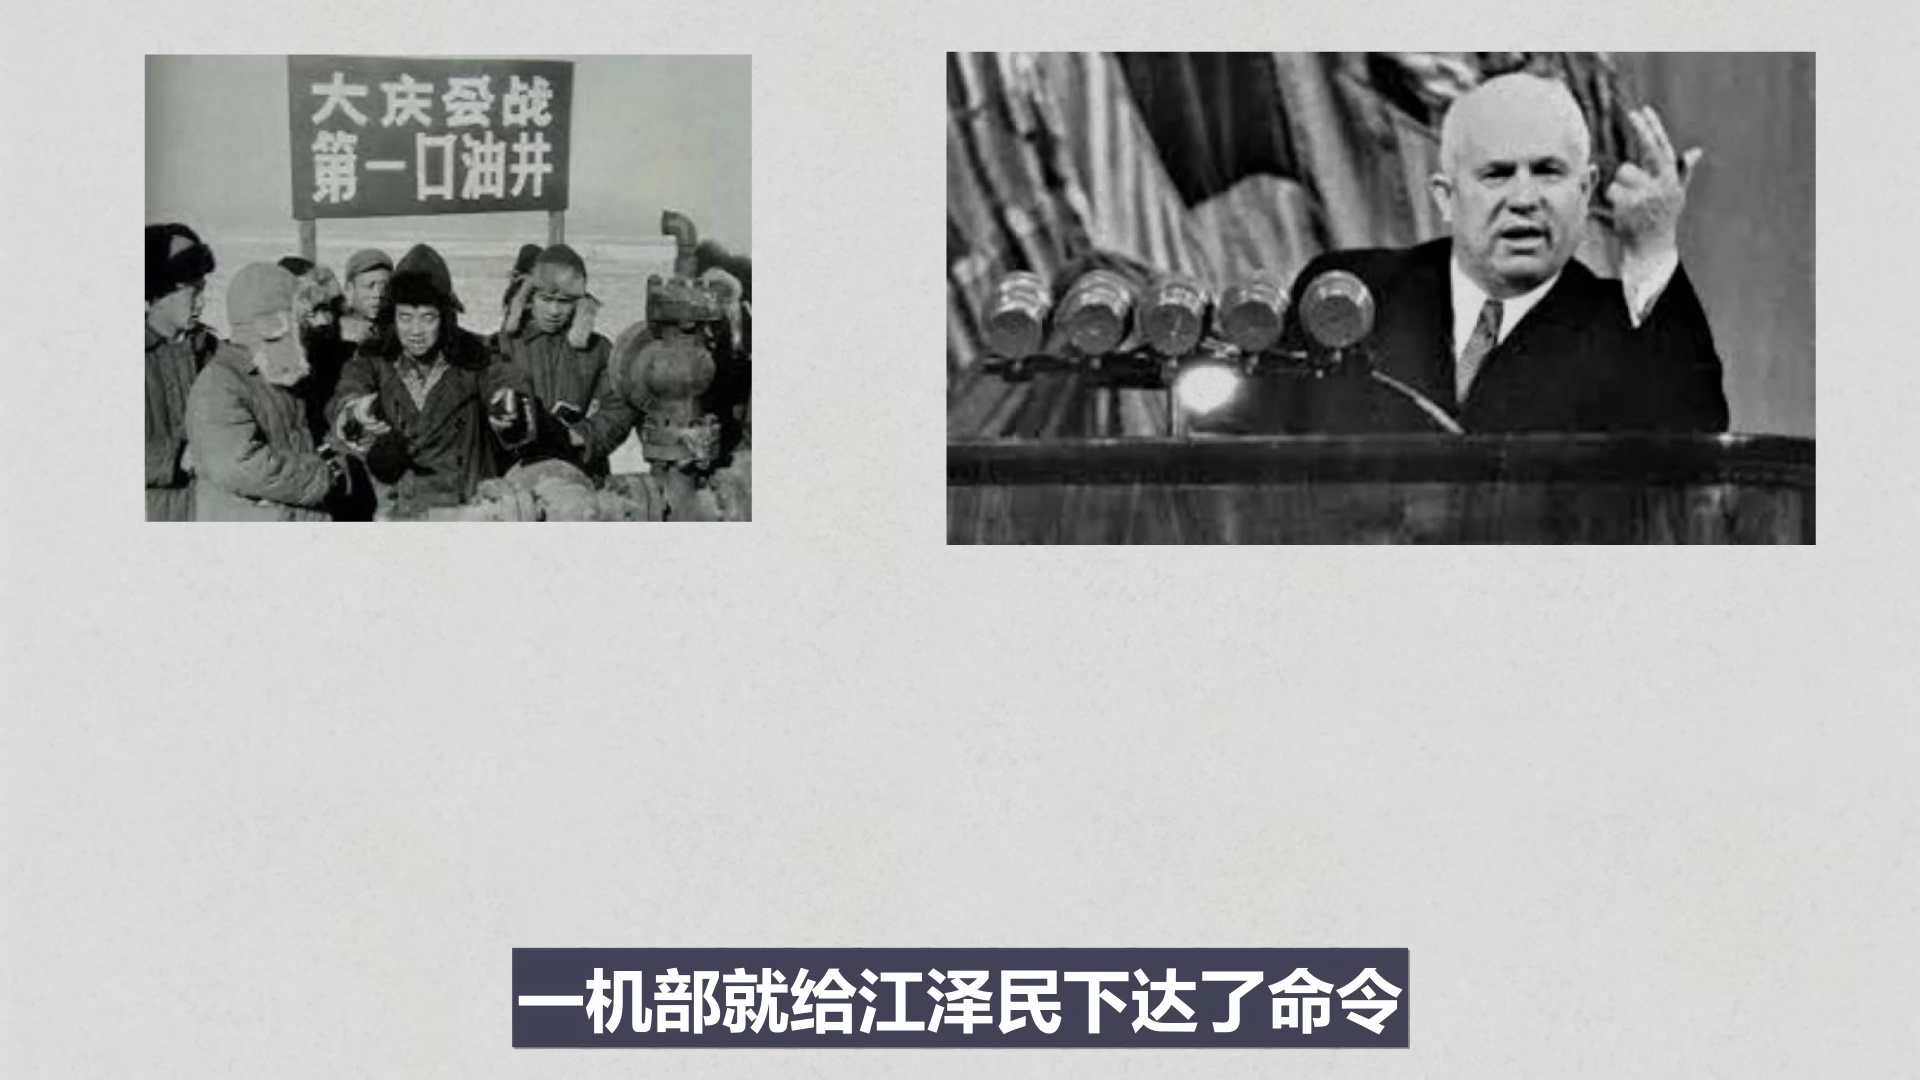 大庆会战
第一口油井
一机部就给江泽民下达了命令